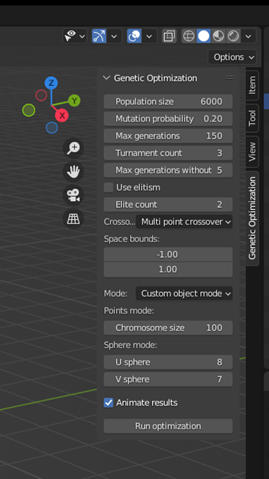 Options
Z
Y
X
Genetic Optimization
Population size 6000
Mutation probability 0.20
Max generations 150
Turnament count 3
Max generations without 5
Use elitism
Elite count 2
Crosso... Multi point crossover
Space bounds:
-1.00
1.00
Mode: Custom object mode
Points mode:
Chromosome size 100
Sphere mode:
U sphere 8
V sphere 7
Animate results
Run optimization
Item
Tool
View
Genetic Optimization